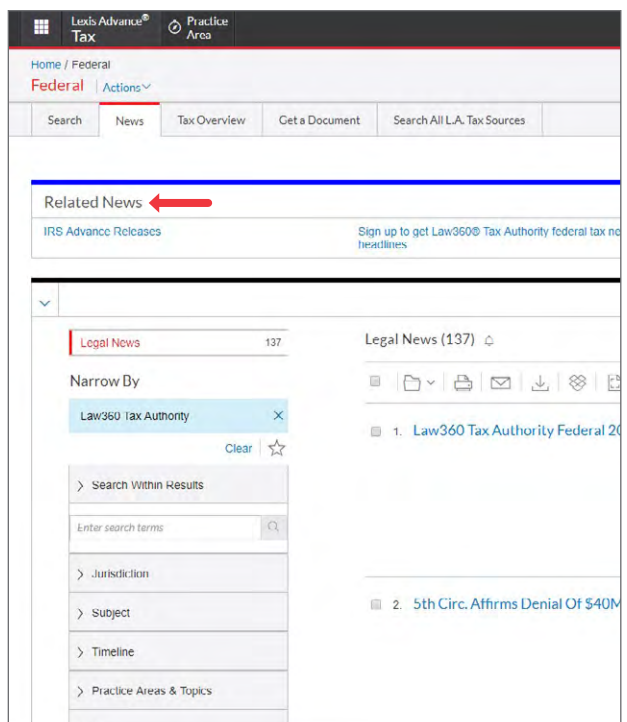 Lexis Advance®
Tax
Practice
Area
Home / Federal
Federal
Actions
Search
News
Tax Overview
Get a Document
Search All L.A. Tax Sources
Related News
IRS Advance Releases
Sign up to get Law360® Tax Authority federal tax ne
headlines
Legal News 137
Legal News (137)
Narrow By
Law360 Tax Authority
Clear
1. Law360 Tax Authority Federal 20
Search Within Results
Enter search terms
Jurisdiction
Subject
2. 5th Circ. Affirms Denial Of $40M
Timeline
Practice Areas & Topics